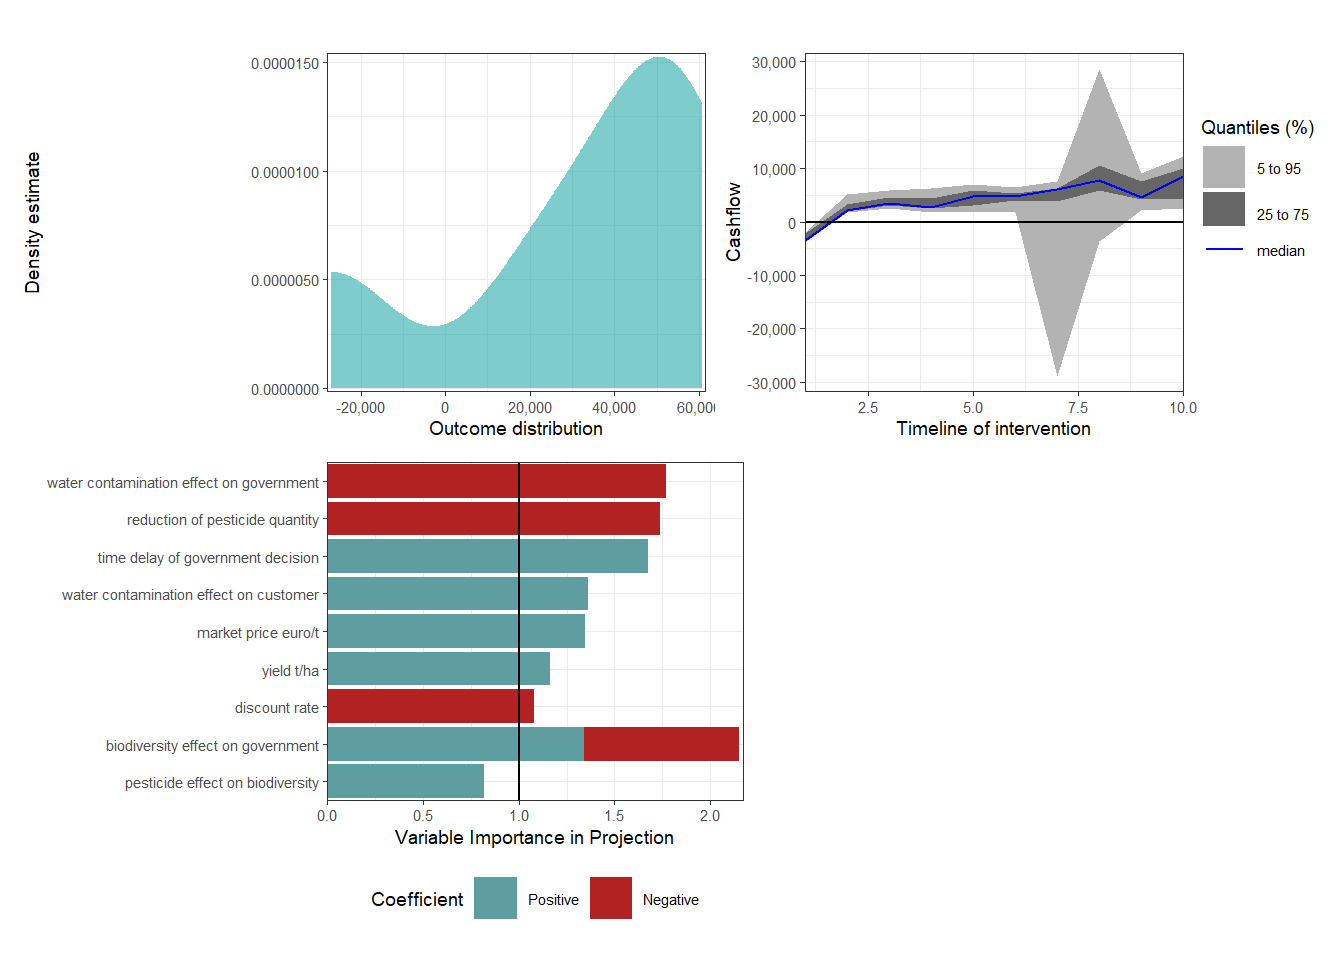 Density estimate
0.0000150
0.0000100
0.0000050
0.0000000
-20,000 0 20,000 40,000 60,000
Outcome distribution
Cashflow
30,000
20,000
10,000
0
-10,000
-20,000
-30,000
2.5 5.0 7.5 10.0
Timeline of intervention
Quantiles (%)
5 to 95
25 to 75
median
water contamination effect on government
reduction of pesticide quantity
time delay of government decision
water contamination effect on customer
market price euro/t
yield t/ha
discount rate
biodiversity effect on government
pesticide effect on biodiversity
0.0 0.5 1.0 1.5 2.0
Variable Importance in Projection
Coefficient Positive Negative